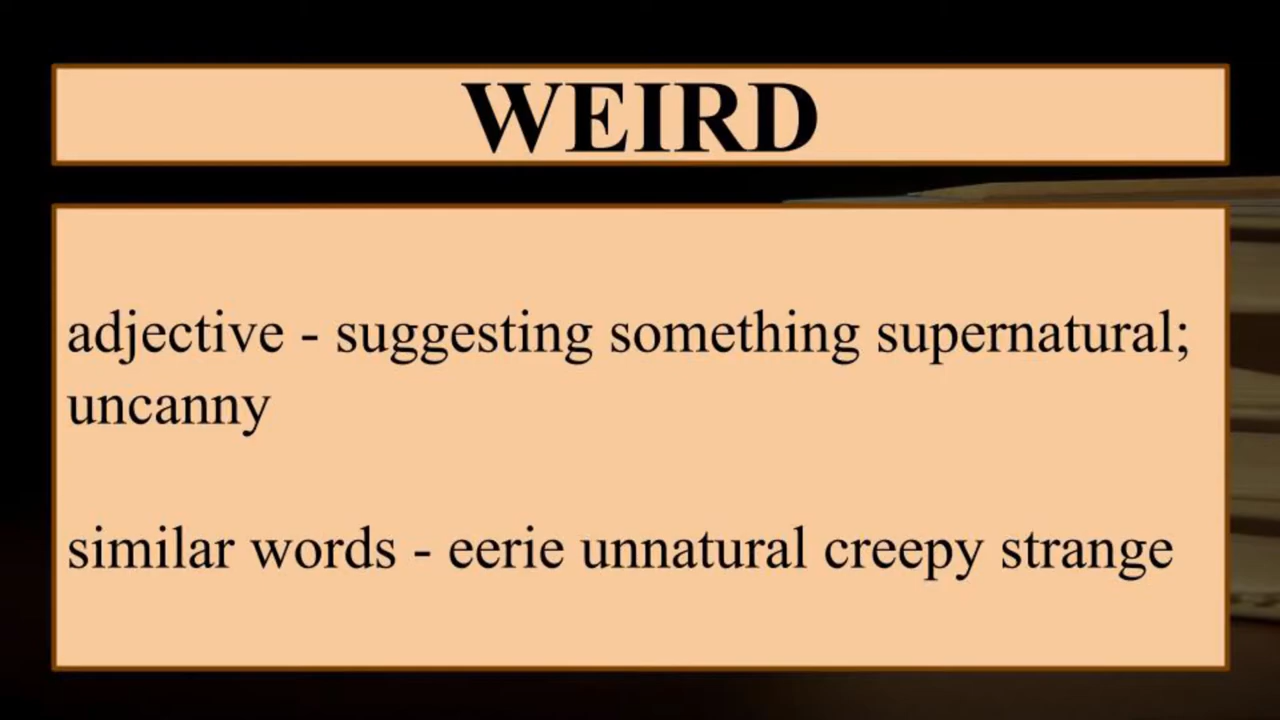 WEIRD
adjective - suggesting something supernatural;
uncanny
similar words - eerie unnatural creepy strange